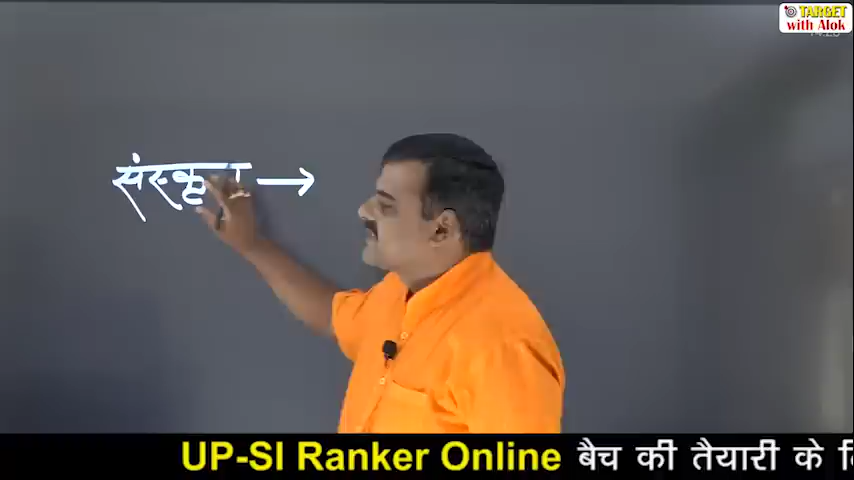 TARGET
with Alok
संस्कृत →
UP-SI Ranker Online बैच की तैयारी के